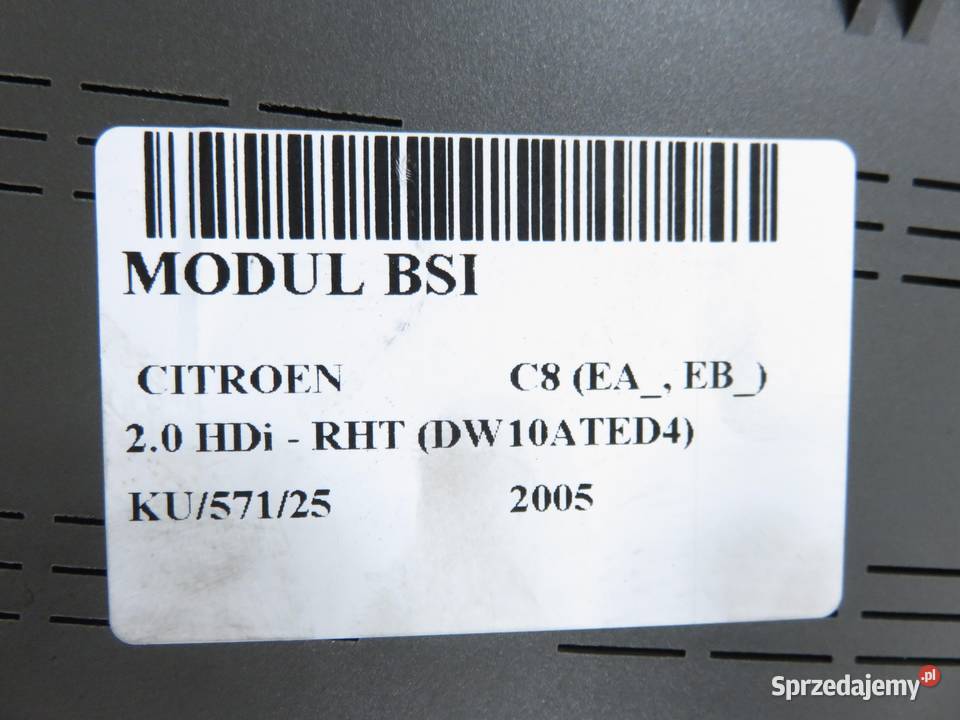 MODUL BSI
CITROEN C8 (EA_, EB_)
2.0 HDi - RHT (DW10ATED4)
KU/571/25 2005
Sprzedajemy.pl